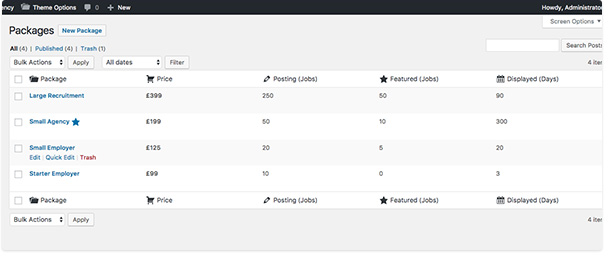 ency Theme Options 0 + New Howdy, Administrator
Screen Options
Packages New Package
All (4) | Published (4) | Trash (1)
Search Posts
Bulk Actions Apply All dates Filter 4 item
Package Price Posting (Jobs) Featured (Jobs) Displayed (Days)
Large Recruitment £399 250 50 90
Small Agency £199 50 10 300
Small Employer £125 20 5 20
Edit | Quick Edit | Trash
Starter Employer £99 10 0 3
Package Price Posting (Jobs) Featured (Jobs) Displayed (Days)
Bulk Actions Apply 4 item